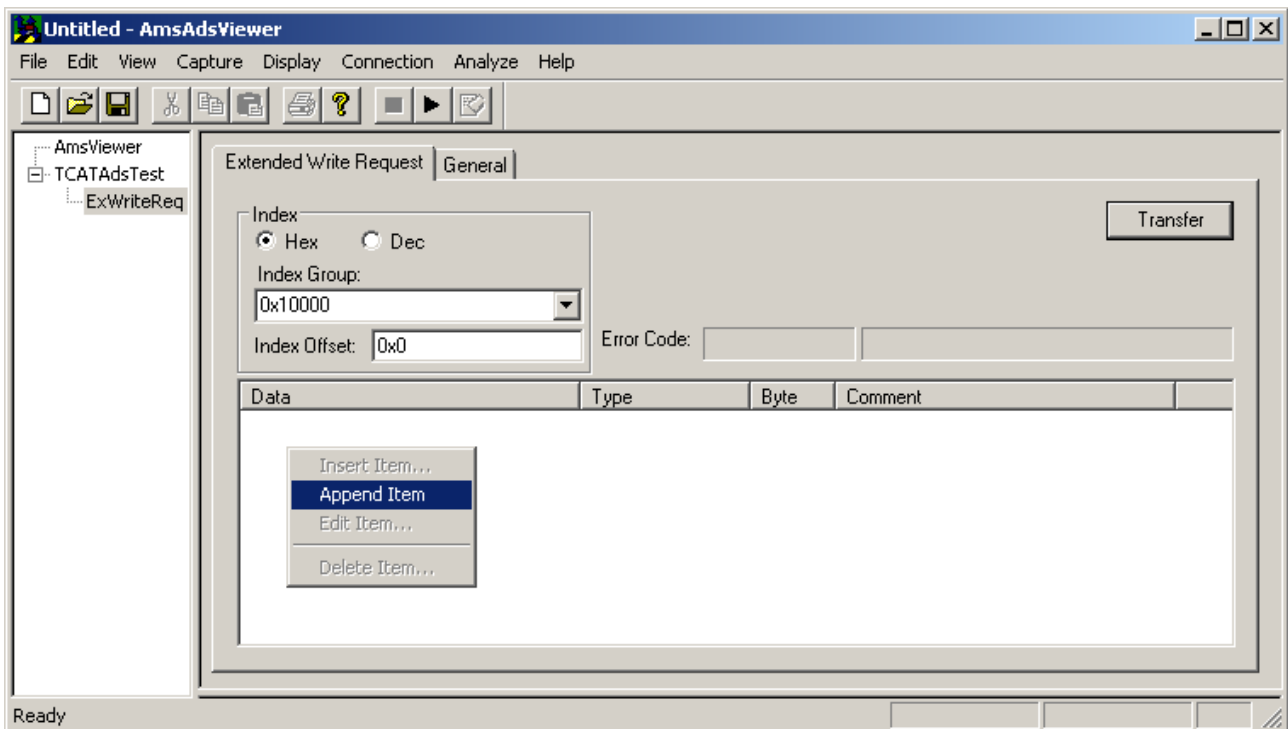 Untitled - AmsAdsViewer
File Edit View Capture Display Connection Analyze Help
AmsViewer
TCATAdsTest
ExWriteReq
Extended Write Request
General
Index
Hex Dec
Index Group:
0x10000
Index Offset: 0x0
Transfer
Error Code:
Data Type Byte Comment
Insert Item...
Append Item
Edit Item...
Delete Item...
Ready